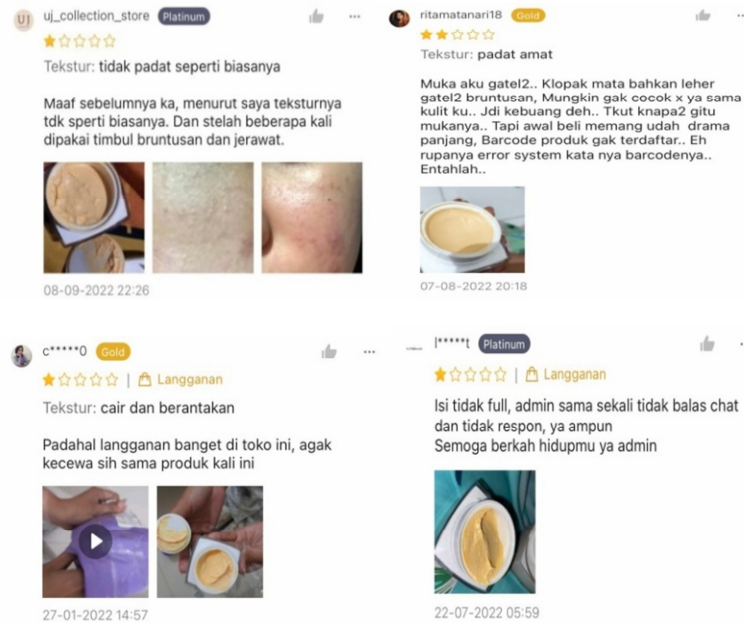 UJ
uj_collection_store Platinum
Tekstur: tidak padat seperti biasanya
Maaf sebelumnya ka, menurut saya teksturnya
tdk sperti biasanya. Dan stelah beberapa kali
dipakai timbul bruntusan dan jerawat.
08-09-2022 22:26
ritamatanari18 Gold
Tekstur: padat amat
Muka aku gatel2.. Klopak mata bahkan leher
gatel2 bruntusan, Mungkin gak cocok x ya sama
kulit ku.. Jdi kebuang deh.. Tkut knapa2 gitu
mukanya.. Tapi awal beli memang udah drama
panjang, Barcode produk gak terdaftar.. Eh
rupanya error system kata nya barcodenya..
Entahlah..
07-08-2022 20:18
c*****0 Gold
| Langganan
Tekstur: cair dan berantakan
Padahal langganan banget di toko ini, agak
kecewa sih sama produk kali ini
27-01-2022 14:57
l*****t Platinum
| Langganan
Isi tidak full, admin sama sekali tidak balas chat
dan tidak respon, ya ampun
Semoga berkah hidupmu ya admin
22-07-2022 05:59